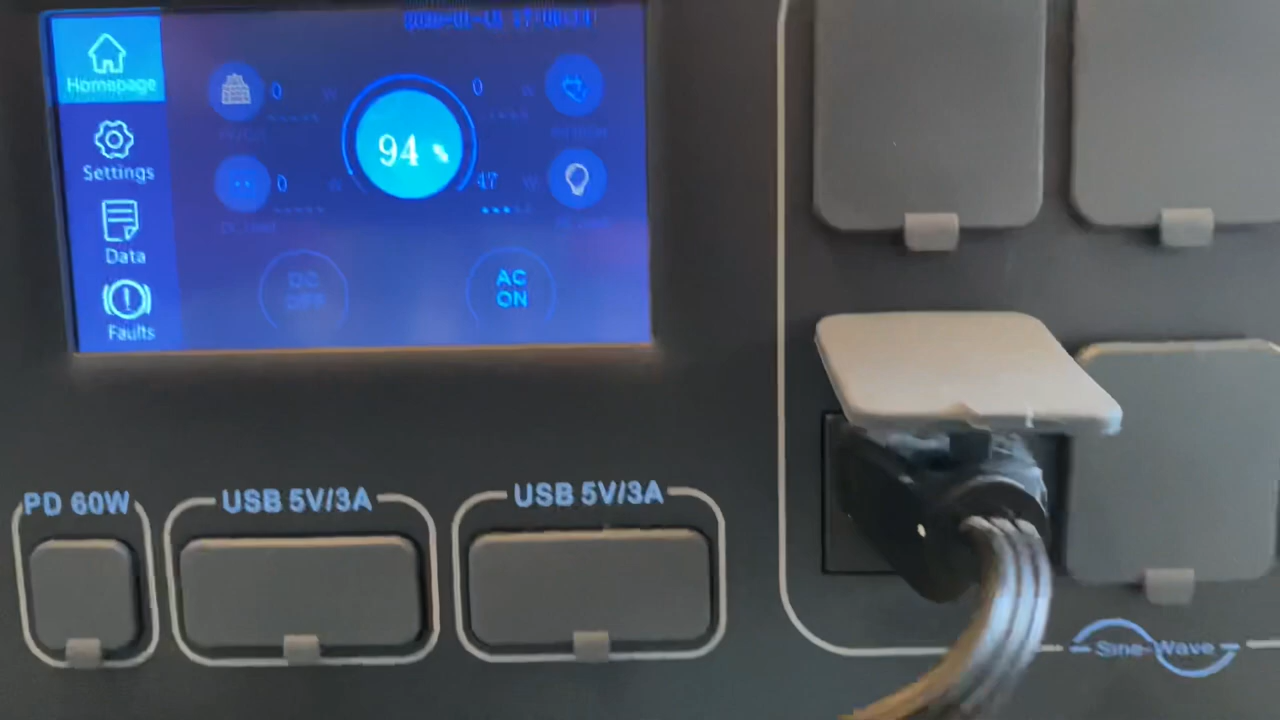 Homepage
0
0
94 %
Settings
0
47
Data
DC
OFF
AC
ON
Faults
PD 60W
USB 5V/3A
USB 5V/3A
Sine-Wave